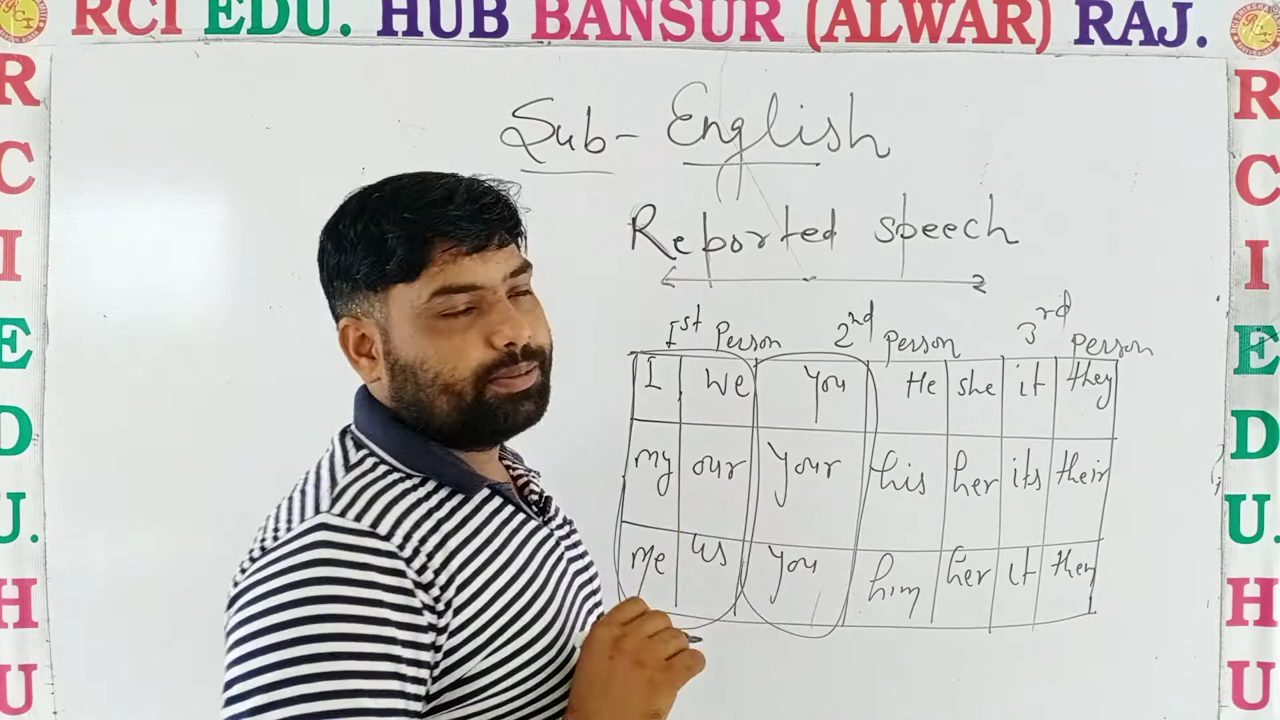 RCI EDU. HUB BANSUR (ALWAR) RAJ.
R
C
I
E
D
U.
H
U
R
C
I
E
D
U.
H
U
Sub- English
Reported speech
Ist Person 2nd person 3rd person
I we you He she it they
my our your his her its their
me us you him her it them